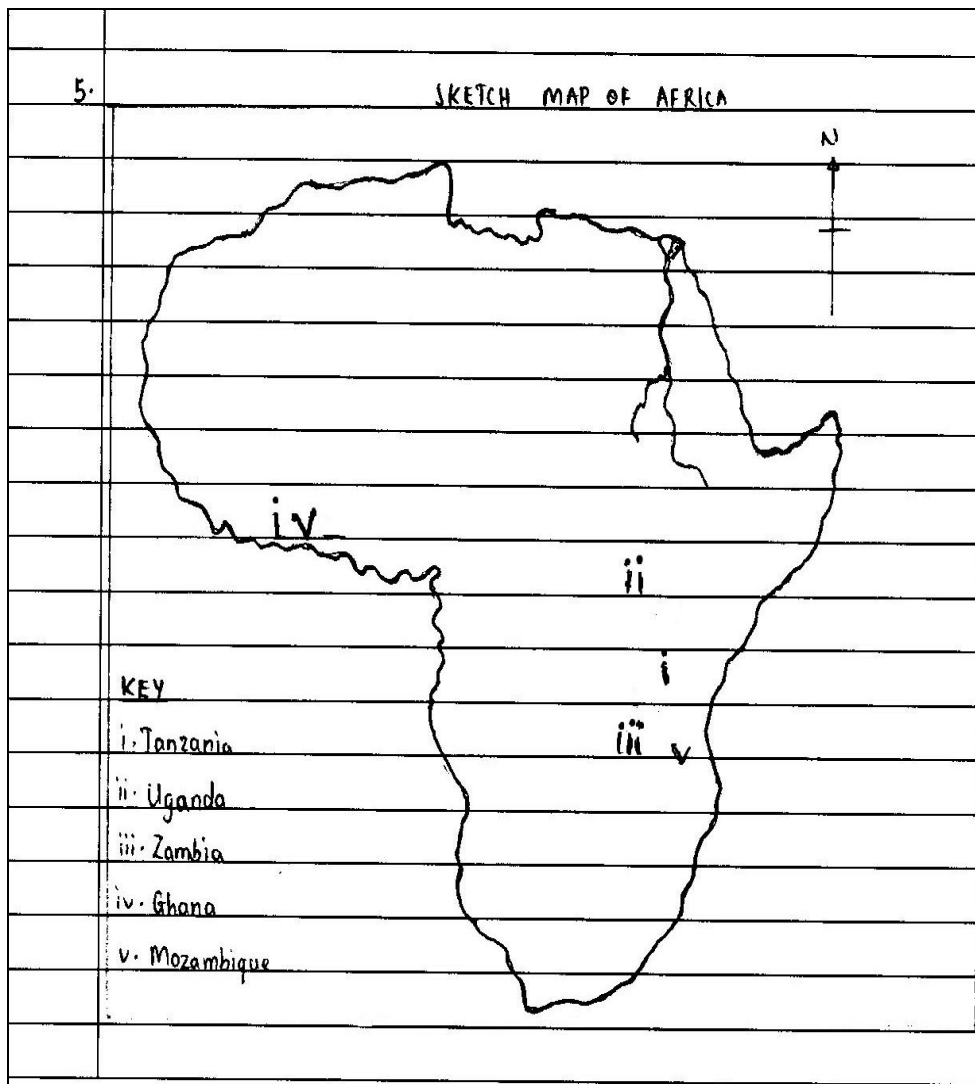 5. SKETCH MAP OF AFRICA
N
iv
ii
i
iii v
KEY
i. Tanzania
ii. Uganda
iii. Zambia
iv. Ghana
v. Mozambique